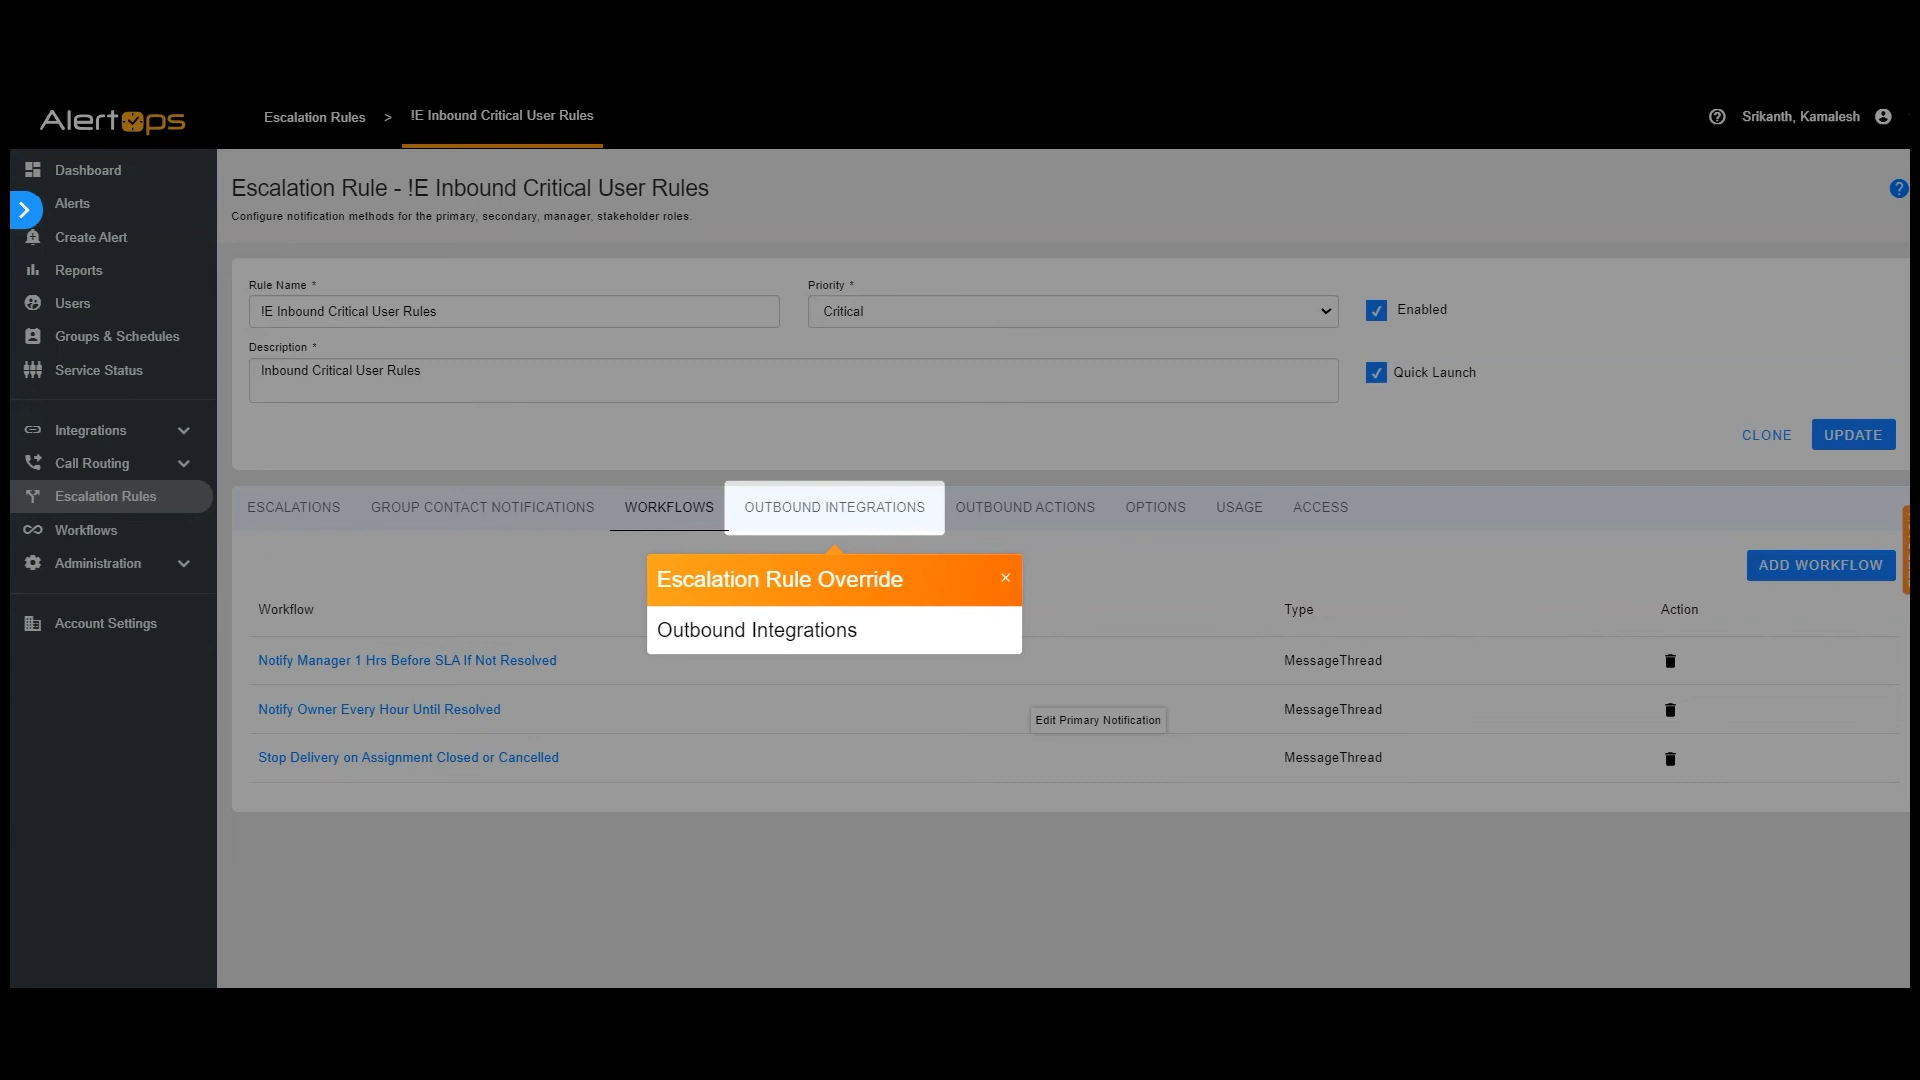 AlertOps
Escalation Rules > !E Inbound Critical User Rules
Srikanth, Kamalesh
Dashboard
Alerts
Create Alert
Reports
Users
Groups & Schedules
Service Status
Integrations
Call Routing
Escalation Rules
Workflows
Administration
Account Settings
Escalation Rule - !E Inbound Critical User Rules
Configure notification methods for the primary, secondary, manager, stakeholder roles.
Rule Name *
Priority *
!E Inbound Critical User Rules
Critical
Enabled
Description *
Inbound Critical User Rules
Quick Launch
CLONE
UPDATE
ESCALATIONS GROUP CONTACT NOTIFICATIONS WORKFLOWS OUTBOUND INTEGRATIONS OUTBOUND ACTIONS OPTIONS USAGE ACCESS
ADD WORKFLOW
Escalation Rule Override ×
Outbound Integrations
Workflow Type Action
Notify Manager 1 Hrs Before SLA If Not Resolved MessageThread
Notify Owner Every Hour Until Resolved MessageThread
Edit Primary Notification
Stop Delivery on Assignment Closed or Cancelled MessageThread